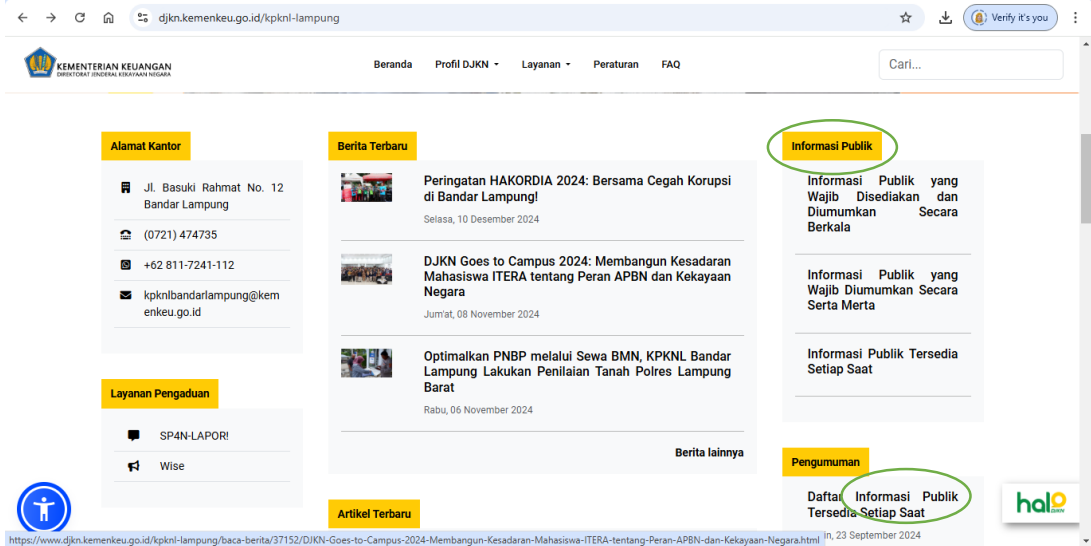 djkn.kemenkeu.go.id/kpknl-lampung
Verify it's you
KEMENTERIAN KEUANGAN
DIREKTORAT JENDERAL KEKAYAAN NEGARA
Beranda
Profil DJKN
Layanan
Peraturan
FAQ
Cari...
Alamat Kantor
Jl. Basuki Rahmat No. 12
Bandar Lampung
(0721) 474735
+62 811-7241-112
kpknlbandarlampung@kem
enkeu.go.id
Layanan Pengaduan
SP4N-LAPOR!
Wise
Berita Terbaru
Peringatan HAKORDIA 2024: Bersama Cegah Korupsi
di Bandar Lampung!
Selasa, 10 Desember 2024
DJKN Goes to Campus 2024: Membangun Kesadaran
Mahasiswa ITERA tentang Peran APBN dan Kekayaan
Negara
Jum'at, 08 November 2024
Optimalkan PNBP melalui Sewa BMN, KPKNL Bandar
Lampung Lakukan Penilaian Tanah Polres Lampung
Barat
Rabu, 06 November 2024
Berita lainnya
Artikel Terbaru
Informasi Publik
Informasi Publik yang
Wajib Disediakan dan
Diumumkan Secara
Berkala
Informasi Publik yang
Wajib Diumumkan Secara
Serta Merta
Informasi Publik Tersedia
Setiap Saat
Pengumuman
Daftar Informasi Publik
Tersedia Setiap Saat
in, 23 September 2024
halo
DJKN
https://www.djkn.kemenkeu.go.id/kpknl-lampung/baca-berita/37152/DJKN-Goes-to-Campus-2024-Membangun-Kesadaran-Mahasiswa-ITERA-tentang-Peran-APBN-dan-Kekayaan-Negara.html